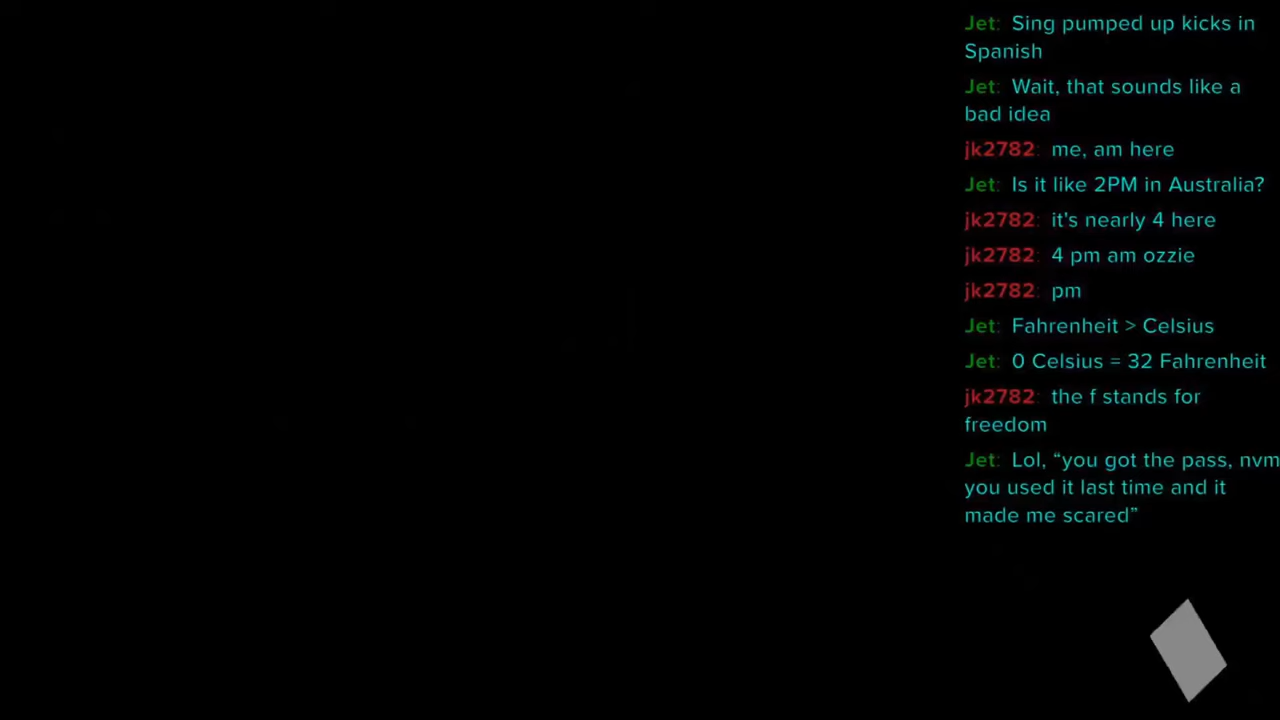 Jet: Sing pumped up kicks in
Spanish
Jet: Wait, that sounds like a
bad idea
jk2782: me, am here
Jet: Is it like 2PM in Australia?
jk2782: it's nearly 4 here
jk2782: 4 pm am ozzie
jk2782: pm
Jet: Fahrenheit > Celsius
Jet: 0 Celsius = 32 Fahrenheit
jk2782: the f stands for
freedom
Jet: Lol, “you got the pass, nvm
you used it last time and it
made me scared”